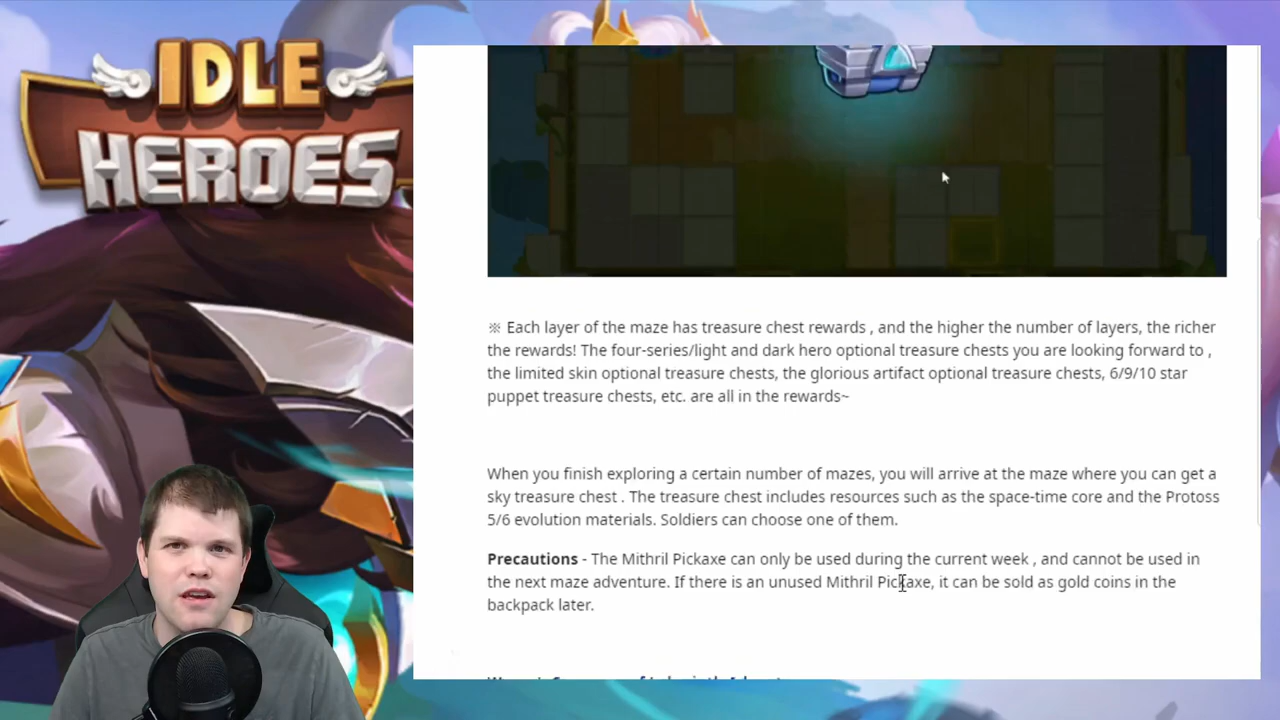 IDLE
HEROES
※ Each layer of the maze has treasure chest rewards , and the higher the number of layers, the richer
the rewards! The four-series/light and dark hero optional treasure chests you are looking forward to ,
the limited skin optional treasure chests, the glorious artifact optional treasure chests, 6/9/10 star
puppet treasure chests, etc. are all in the rewards~
When you finish exploring a certain number of mazes, you will arrive at the maze where you can get a
sky treasure chest . The treasure chest includes resources such as the space-time core and the Protoss
5/6 evolution materials. Soldiers can choose one of them.
Precautions - The Mithril Pickaxe can only be used during the current week , and cannot be used in
the next maze adventure. If there is an unused Mithril Pickaxe, it can be sold as gold coins in the
backpack later.